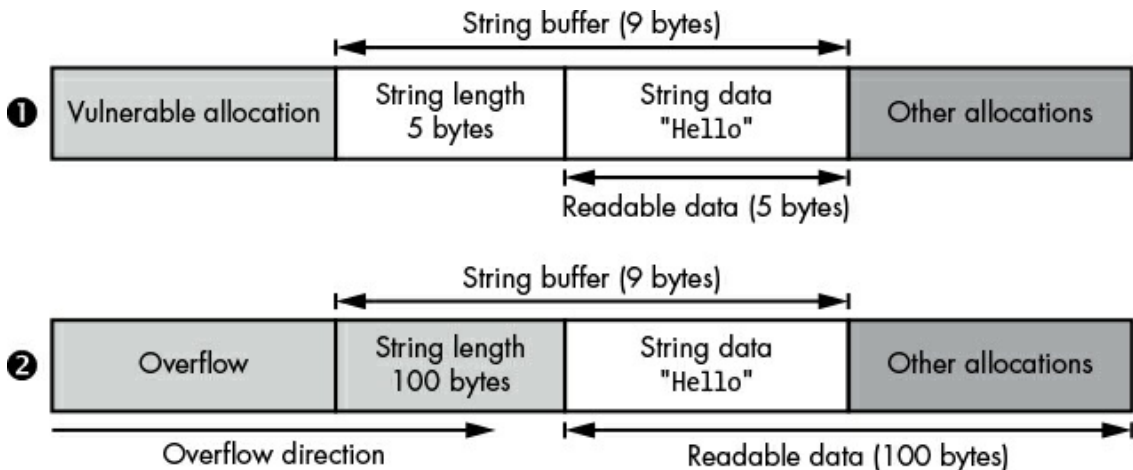 String buffer (9 bytes)
❶
Vulnerable allocation
String length
5 bytes
String data
"Hello"
Other allocations
Readable data (5 bytes)
String buffer (9 bytes)
❷
Overflow
String length
100 bytes
String data
"Hello"
Other allocations
Overflow direction
Readable data (100 bytes)